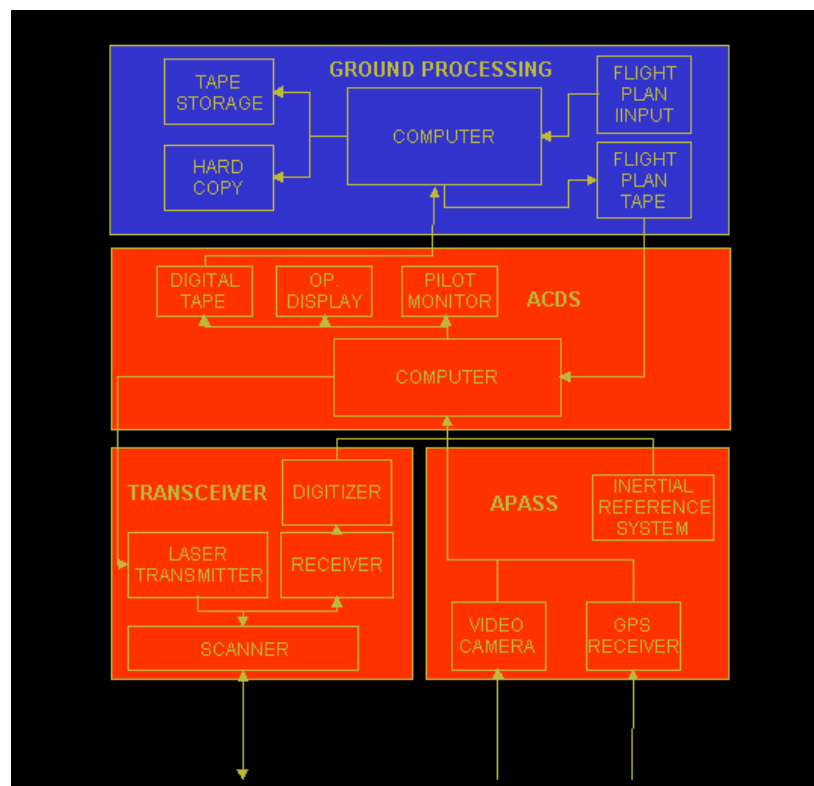 GROUND PROCESSING
TAPE
STORAGE
COMPUTER
FLIGHT
PLAN
IINPUT
HARD
COPY
FLIGHT
PLAN
TAPE
DIGITAL
TAPE
OP.
DISPLAY
PILOT
MONITOR
ACDS
COMPUTER
TRANSCEIVER
DIGITIZER
LASER
TRANSMITTER
RECEIVER
SCANNER
APASS
INERTIAL
REFERENCE
SYSTEM
VIDEO
CAMERA
GPS
RECEIVER